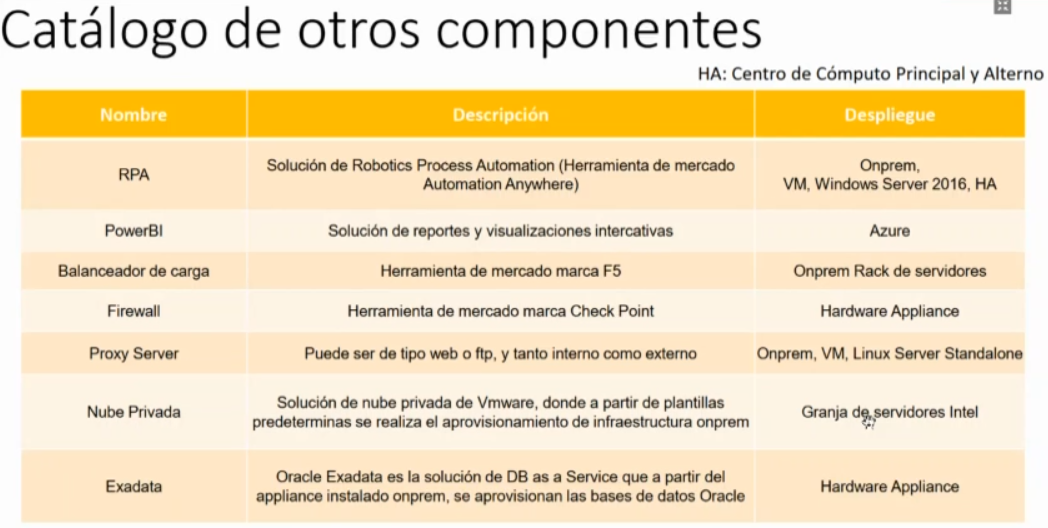 Catálogo de otros componentes
HA: Centro de Cómputo Principal y Alterno
Nombre
Descripción
Despliegue
RPA
Solución de Robotics Process Automation (Herramienta de mercado
Automation Anywhere)
Onprem,
VM, Windows Server 2016, HA
PowerBI
Solución de reportes y visualizaciones intercativas
Azure
Balanceador de carga
Herramienta de mercado marca F5
Onprem Rack de servidores
Firewall
Herramienta de mercado marca Check Point
Hardware Appliance
Proxy Server
Puede ser de tipo web o ftp, y tanto interno como externo
Onprem, VM, Linux Server Standalone
Nube Privada
Solución de nube privada de Vmware, donde a partir de plantillas
predeterminas se realiza el aprovisionamiento de infraestructura onprem
Granja de servidores Intel
Exadata
Oracle Exadata es la solución de DB as a Service que a partir del
appliance instalado onprem, se aprovisionan las bases de datos Oracle
Hardware Appliance